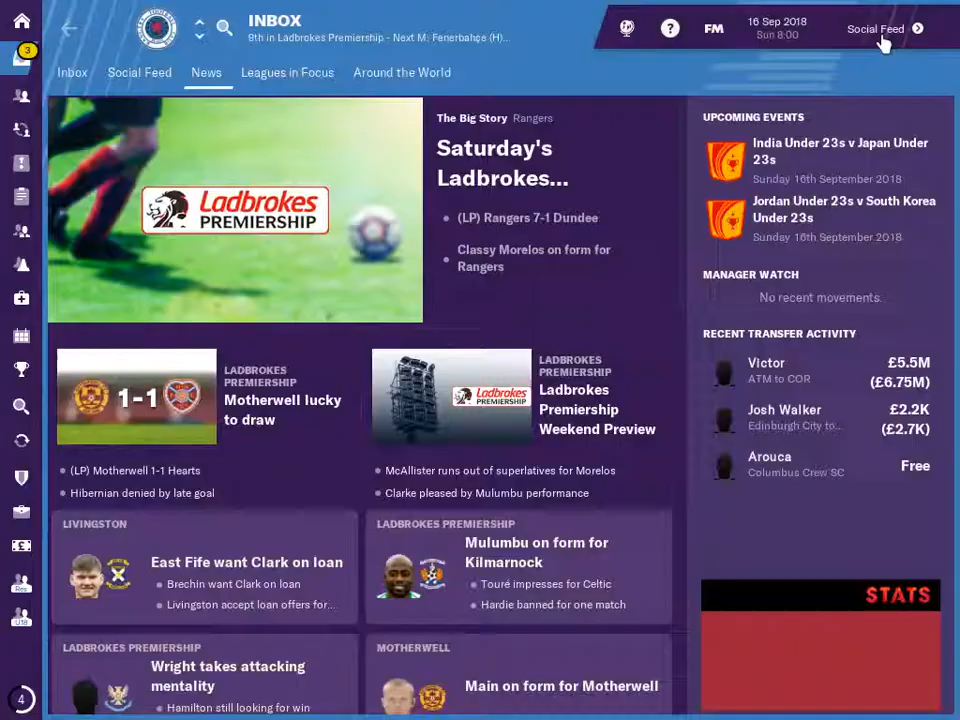 INBOX
8th in Ladbrokes Premiership - Next M: Fenerbahçe (H)...
?
FM
16 Sep 2018
Sun 8:00
Social Feed
3
Inbox
Social Feed
News
Leagues in Focus
Around the World
Ladbrokes
PREMIERSHIP
The Big Story Rangers
Saturday's
Ladbrokes...
(LP) Rangers 7-1 Dundee
Classy Morelos on form for
Rangers
1-1
LADBROKES
PREMIERSHIP
Motherwell lucky
to draw
(LP) Motherwell 1-1 Hearts
Hibernian denied by late goal
Ladbrokes
PREMIERSHIP
LADBROKES
PREMIERSHIP
Ladbrokes
Premiership
Weekend Preview
McAllister runs out of superlatives for Morelos
Clarke pleased by Mulumbu performance
LIVINGSTON
East Fife want Clark on loan
Brechin want Clark on loan
Livingston accept loan offers for...
LADBROKES PREMIERSHIP
Mulumbu on form for
Kilmarnock
Touré impresses for Celtic
Hardie banned for one match
LADBROKES PREMIERSHIP
Wright takes attacking
mentality
Hamilton still looking for win
MOTHERWELL
Main on form for Motherwell
UPCOMING EVENTS
India Under 23s v Japan Under
23s
Sunday 16th September 2018
Jordan Under 23s v South Korea
Under 23s
Sunday 16th September 2018
MANAGER WATCH
No recent movements.
RECENT TRANSFER ACTIVITY
Victor
ATM to COR
£5.5M
(£6.75M)
Josh Walker
Edinburgh City to...
£2.2K
(£2.7K)
Arouca
Columbus Crew SC
Free
STATS
Res
U18
4